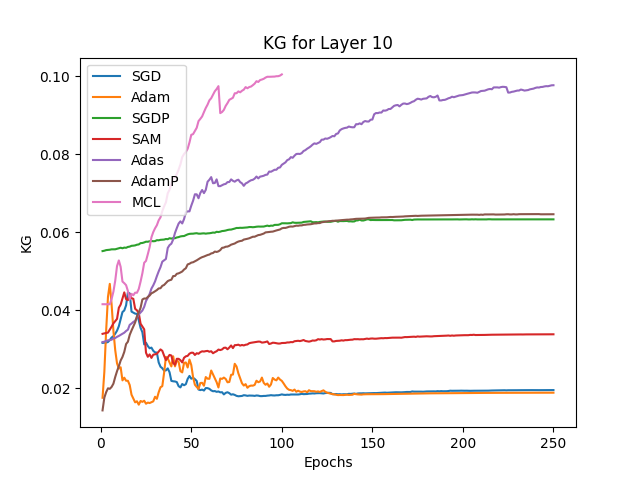 KG for Layer 10
KG
0.10
0.08
0.06
0.04
0.02
SGD
Adam
SGDP
SAM
Adas
AdamP
MCL
0
50
100
150
200
250
Epochs